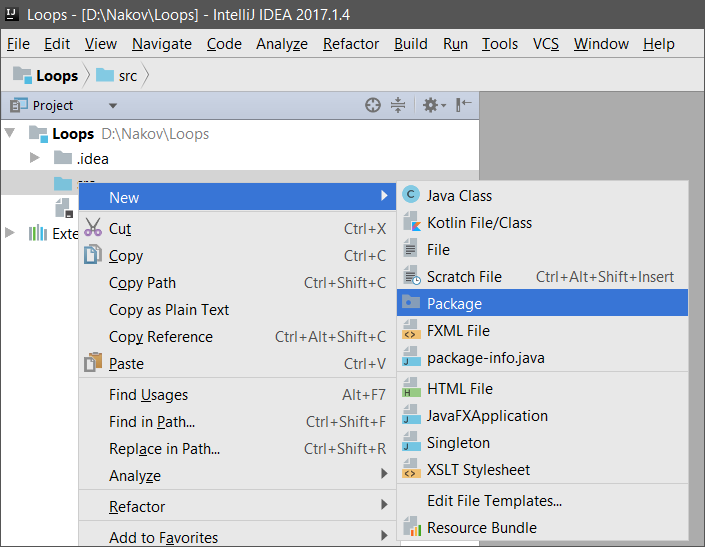 Loops - [D:\Nakov\Loops] - IntelliJ IDEA 2017.1.4
File Edit View Navigate Code Analyze Refactor Build Run Tools VCS Window Help
Loops src
Project
Loops D:\Nakov\Loops
.idea
Exte
New
Cut Ctrl+X
Copy Ctrl+C
Copy Path Ctrl+Shift+C
Copy as Plain Text
Copy Reference Ctrl+Alt+Shift+C
Paste Ctrl+V
Find Usages Alt+F7
Find in Path... Ctrl+Shift+F
Replace in Path... Ctrl+Shift+R
Analyze
Refactor
Add to Favorites
Java Class
Kotlin File/Class
File
Scratch File Ctrl+Alt+Shift+Insert
Package
FXML File
package-info.java
HTML File
JavaFXApplication
Singleton
XSLT Stylesheet
Edit File Templates...
Resource Bundle